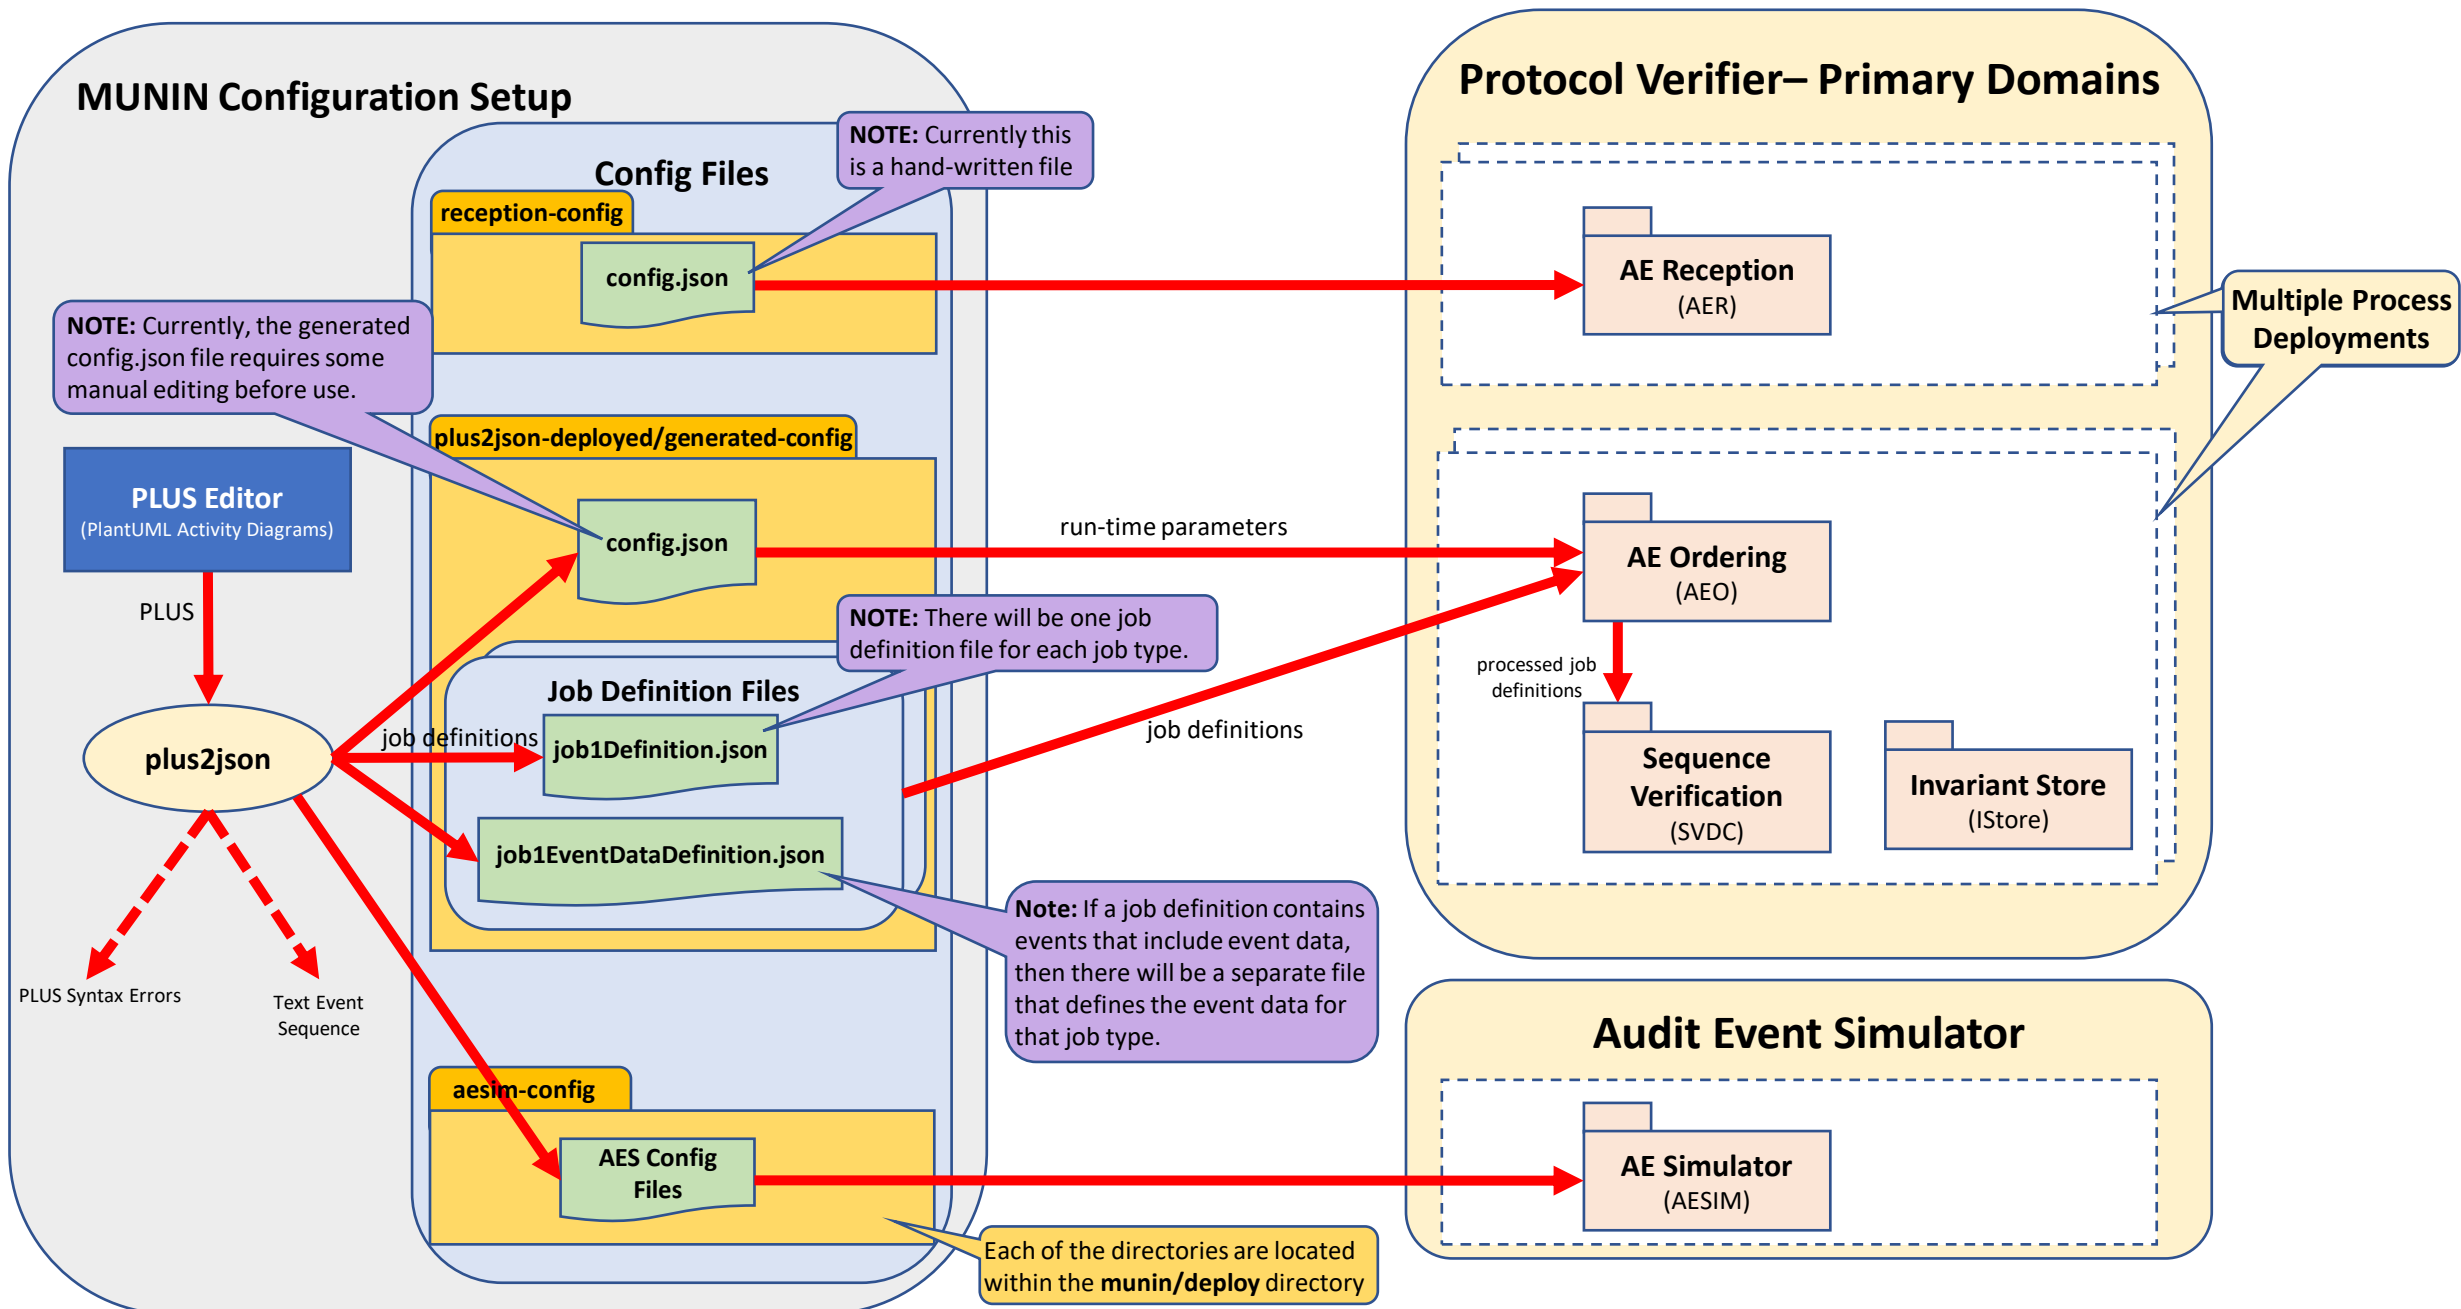 MUNIN Configuration Setup
Config Files
NOTE: Currently this
is a hand-written file
reception-config
config.json
NOTE: Currently, the generated
config.json file requires some
manual editing before use.
plus2json-deployed/generated-config
PLUS Editor
(PlantUML Activity Diagrams)
config.json
PLUS
NOTE: There will be one job
definition file for each job type.
Job Definition Files
job definitions
job1Definition.json
plus2json
job1EventDataDefinition.json
Note: If a job definition contains
events that include event data,
then there will be a separate file
that defines the event data for
that job type.
PLUS Syntax Errors
Text Event
Sequence
aesim-config
AES Config
Files
Each of the directories are located
within the munin/deploy directory
run-time parameters
job definitions
Protocol Verifier– Primary Domains
AE Reception
(AER)
Multiple Process
Deployments
AE Ordering
(AEO)
processed job
definitions
Sequence
Verification
(SVDC)
Invariant Store
(IStore)
Audit Event Simulator
AE Simulator
(AESIM)